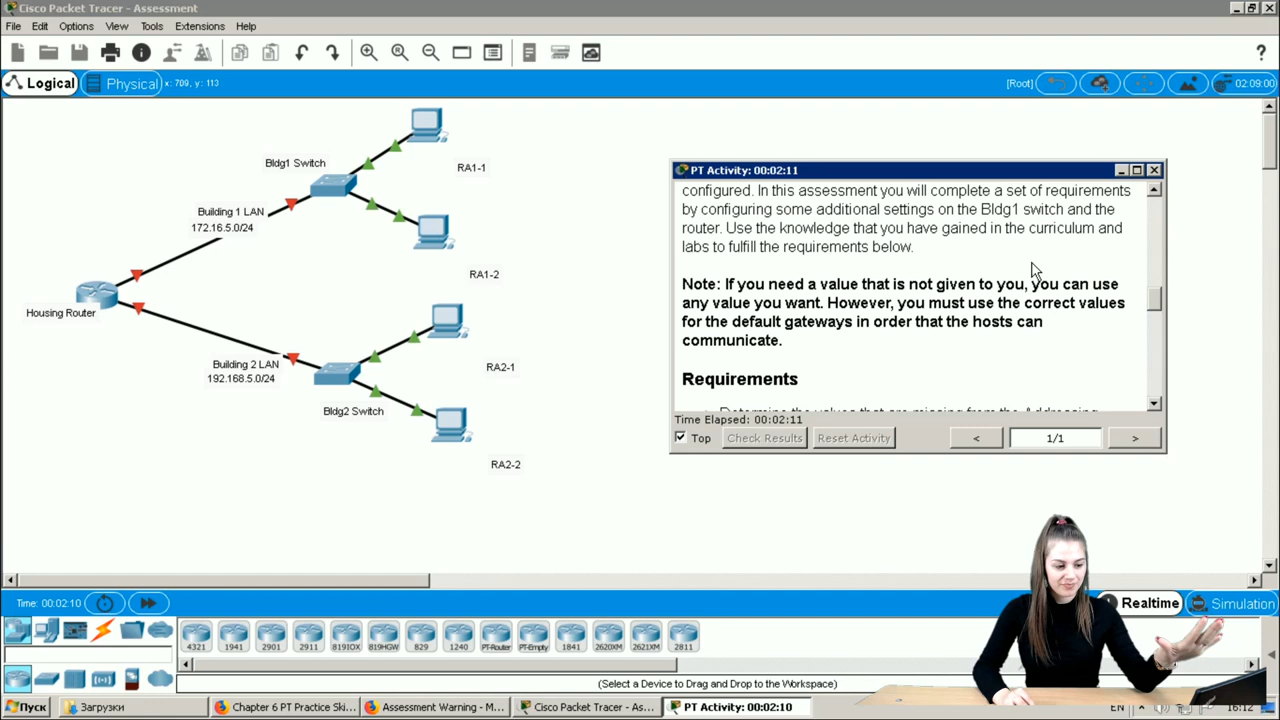 Cisco Packet Tracer - Assessment
File Edit Options View Tools Extensions Help
Logical Physical x: 709, y: 113 [Root] 02:09:00
Bldg1 Switch
RA1-1
Building 1 LAN
172.16.5.0/24
RA1-2
Housing Router
Building 2 LAN
192.168.5.0/24
RA2-1
Bldg2 Switch
RA2-2
PT Activity: 00:02:11
configured. In this assessment you will complete a set of requirements
by configuring some additional settings on the Bldg1 switch and the
router. Use the knowledge that you have gained in the curriculum and
labs to fulfill the requirements below.
Note: If you need a value that is not given to you, you can use
any value you want. However, you must use the correct values
for the default gateways in order that the hosts can
communicate.
Requirements
Determine the values that are missing from the Addressing
Time Elapsed: 00:02:11
Top Check Results Reset Activity < 1/1 >
Time: 00:02:10 Realtime Simulation
4321 1941 2901 2911 819IOX 819HGW 829 1240 PT-Router PT-Empty 1841 2620XM 2621XM 2811
(Select a Device to Drag and Drop to the Workspace)
Пуск Загрузки Chapter 6 PT Practice Ski... Assessment Warning - M... Cisco Packet Tracer - As... PT Activity: 00:02:10 EN 16:12